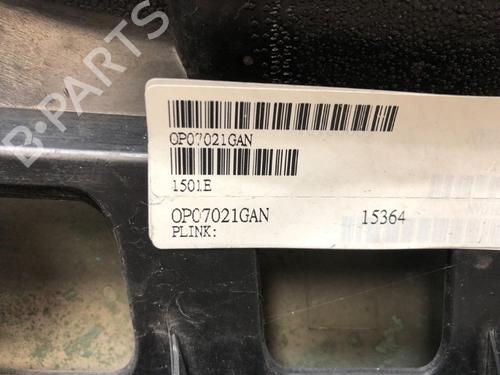 B-PARTS
OP07021GAN
1501E
OP07021GAN 15364
PLINK: